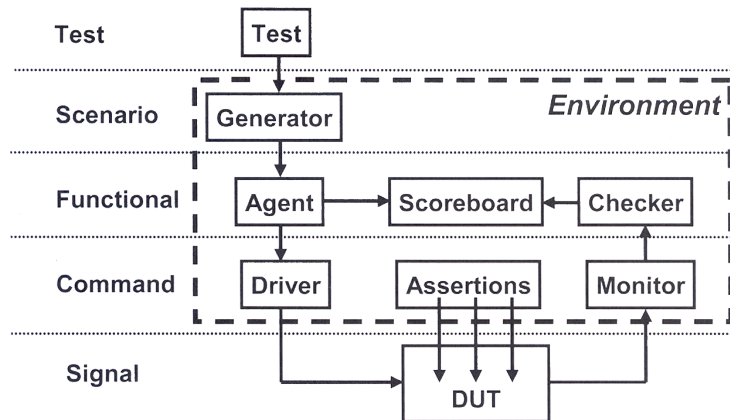 Test
Test
Environment
Scenario
Generator
Functional
Agent
Scoreboard
Checker
Command
Driver
Assertions
Monitor
Signal
DUT